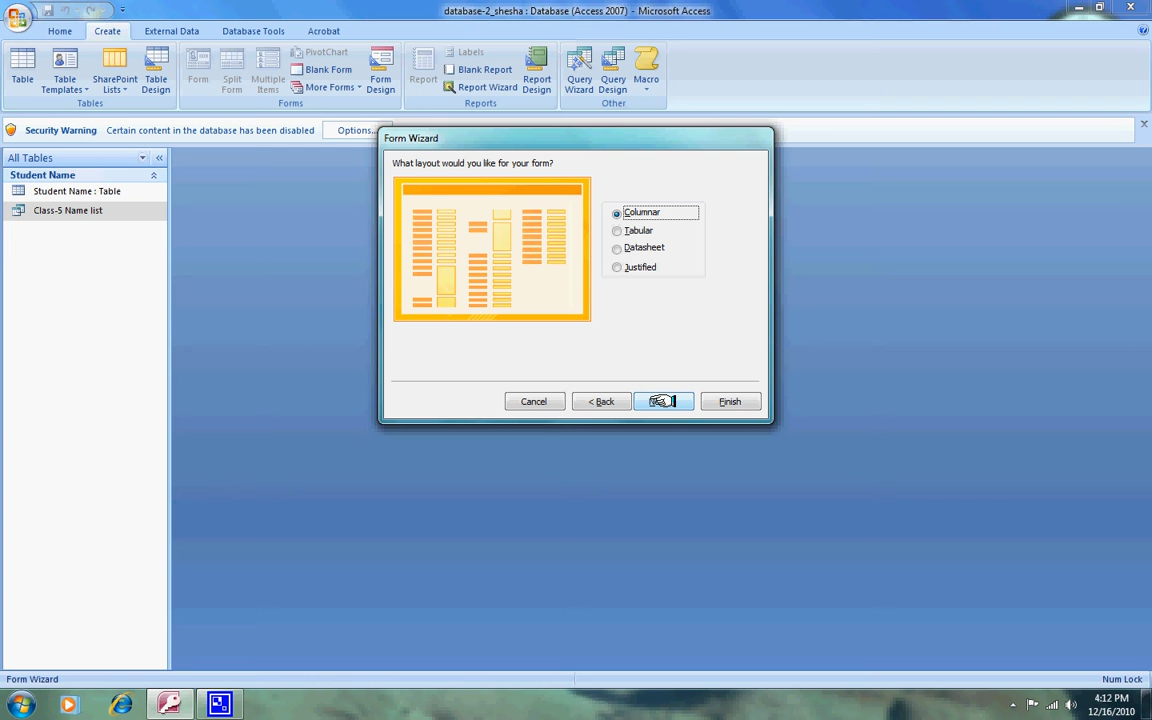 database-2_shesha : Database (Access 2007) - Microsoft Access
Home Create External Data Database Tools Acrobat
Table
Table Templates
SharePoint Lists
Table Design
Tables
Form
Split Form
Multiple Items
PivotChart
Blank Form
More Forms
Form Design
Forms
Report
Labels
Blank Report
Report Wizard
Report Design
Reports
Query Wizard
Query Design
Macro
Other
Security Warning Certain content in the database has been disabled Options...
All Tables
Student Name
Student Name : Table
Class-5 Name list
Form Wizard
What layout would you like for your form?
Columnar
Tabular
Datasheet
Justified
Cancel < Back Finish
Form Wizard Num Lock
4:12 PM
12/16/2010